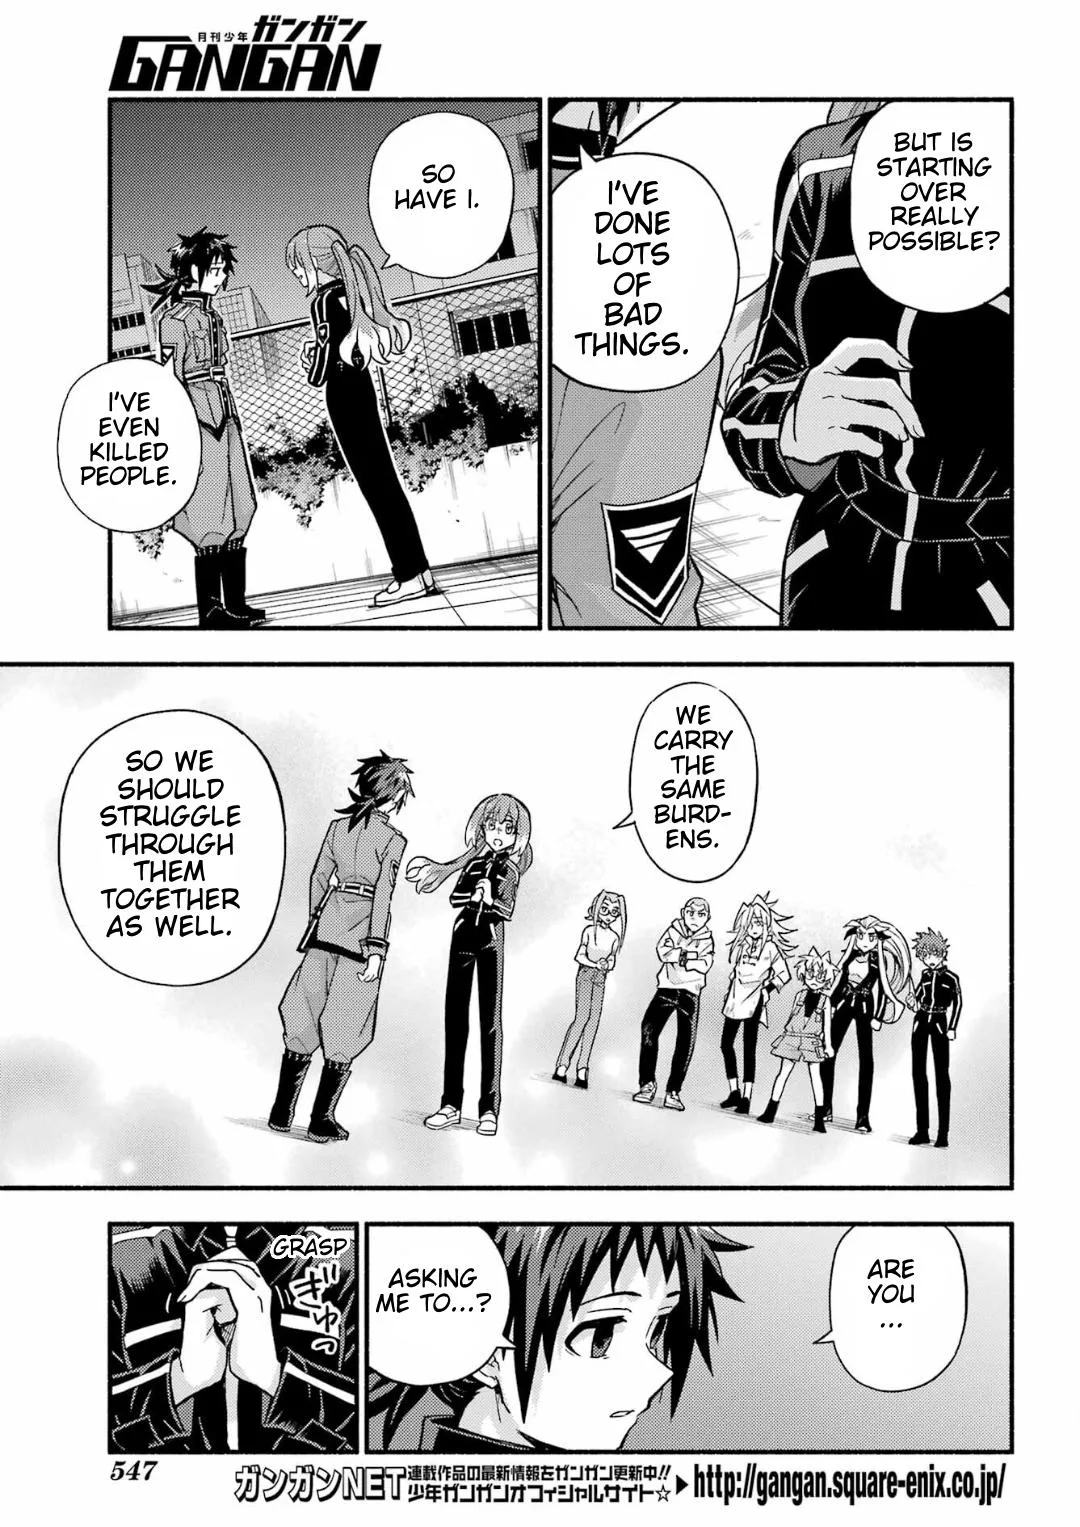 月刊少年
ガンガン
GANGAN
BUT IS
STARTING
OVER
REALLY
POSSIBLE?
I'VE
DONE
LOTS
OF
BAD
THINGS.
SO
HAVE I.
I'VE
EVEN
KILLED
PEOPLE.
WE
CARRY
THE
SAME
BURD-
ENS.
SO WE
SHOULD
STRUGGLE
THROUGH
THEM
TOGETHER
AS WELL.
ARE
YOU
...
ASKING
ME TO...?
GRASP
ぎゅっ
547
ガンガンNET
連載作品の最新情報をガンガン更新中!!
少年ガンガンオフィシャルサイト☆
http://gangan.square-enix.co.jp/